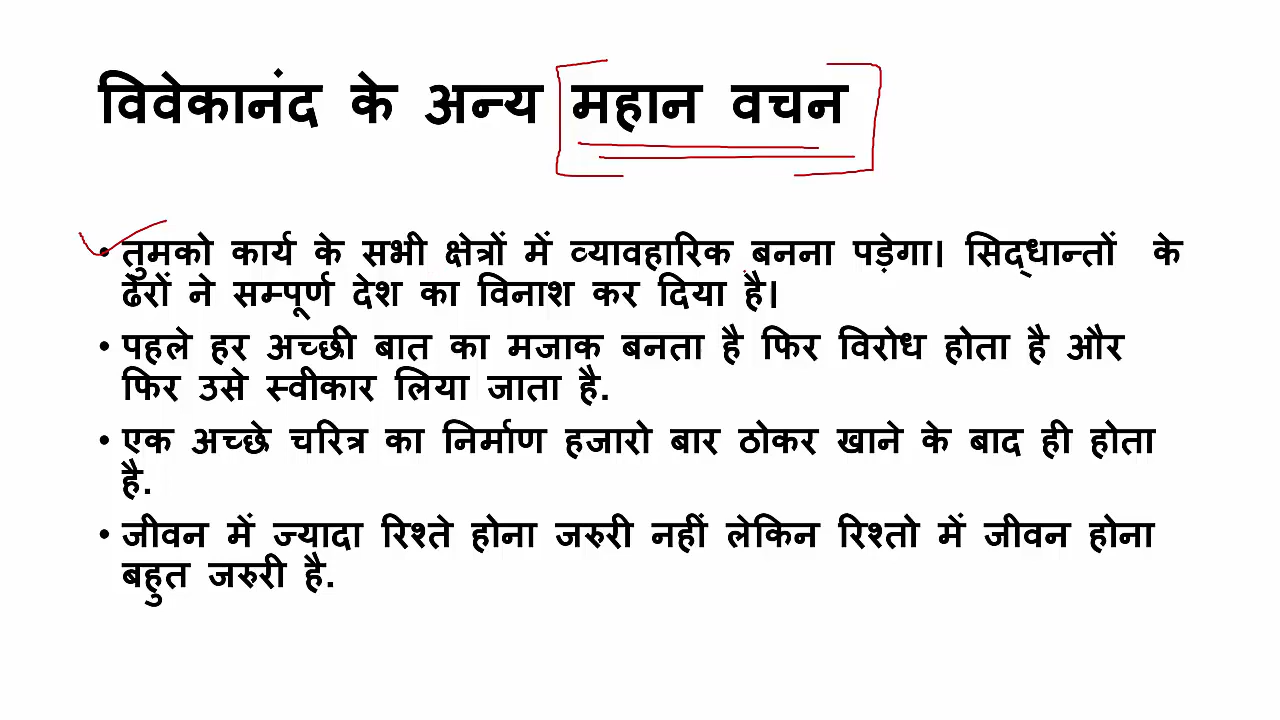 विवेकानंद के अन्य महान वचन
• तुमको कार्य के सभी क्षेत्रों में व्यावहारिक बनना पड़ेगा। सिद्धान्तों के
ढेरों ने सम्पूर्ण देश का विनाश कर दिया है।
• पहले हर अच्छी बात का मजाक बनता है फिर विरोध होता है और
फिर उसे स्वीकार लिया जाता है.
• एक अच्छे चरित्र का निर्माण हजारो बार ठोकर खाने के बाद ही होता
है.
• जीवन में ज्यादा रिश्ते होना जरुरी नहीं लेकिन रिश्तो में जीवन होना
बहुत जरुरी है.